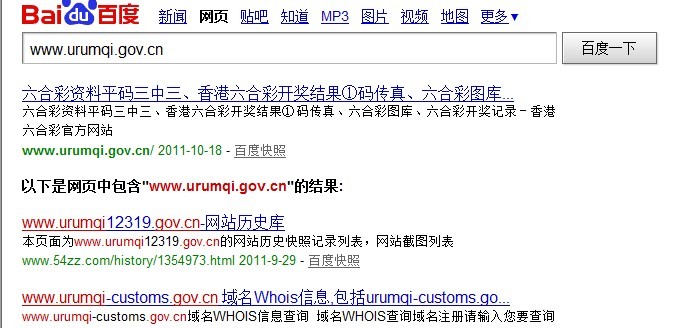 Bai du 百度 新闻 网页 贴吧 知道 MP3 图片 视频 地图 更多▼
www.urumqi.gov.cn 百度一下
六合彩资料平码三中三、香港六合彩开奖结果①码传真、六合彩图库...
六合彩资料平码三中三、香港六合彩开奖结果①码传真、六合彩图库、六合彩开奖记录-香港
六合彩官方网站
www.urumqi.gov.cn/ 2011-10-18 - 百度快照
以下是网页中包含"www.urumqi.gov.cn"的结果:
www.urumqi12319.gov.cn-网站历史库
本页面为www.urumqi12319.gov.cn的网站历史快照记录列表，网站截图列表
www.54zz.com/history/1354973.html 2011-9-29 - 百度快照
www.urumqi-customs.gov.cn 域名Whois信息,包括urumqi-customs.go...
www.urumqi-customs.gov.cn域名WHOIS信息查询 域名WHOIS查询域名注册请输入您要查询